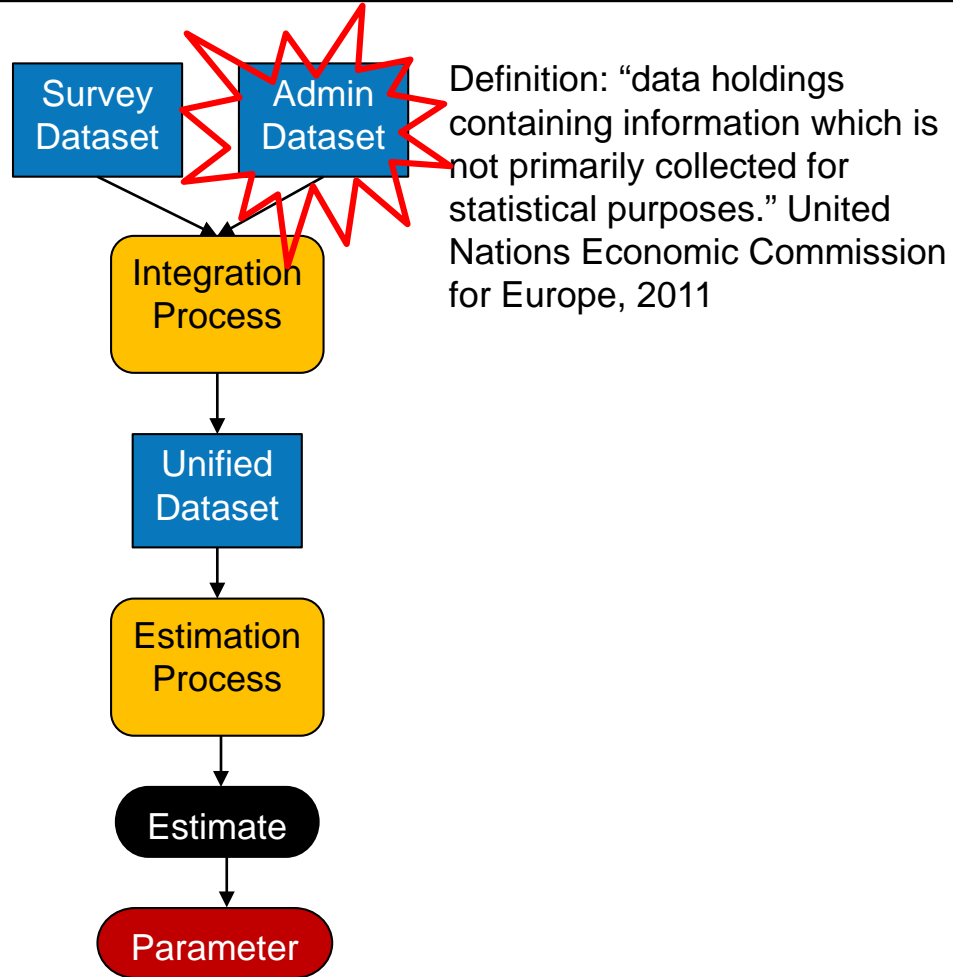 Survey
Dataset
Admin
Dataset
Definition: “data holdings
containing information which is
not primarily collected for
statistical purposes.” United
Nations Economic Commission
for Europe, 2011
Integration
Process
Unified
Dataset
Estimation
Process
Estimate
Parameter